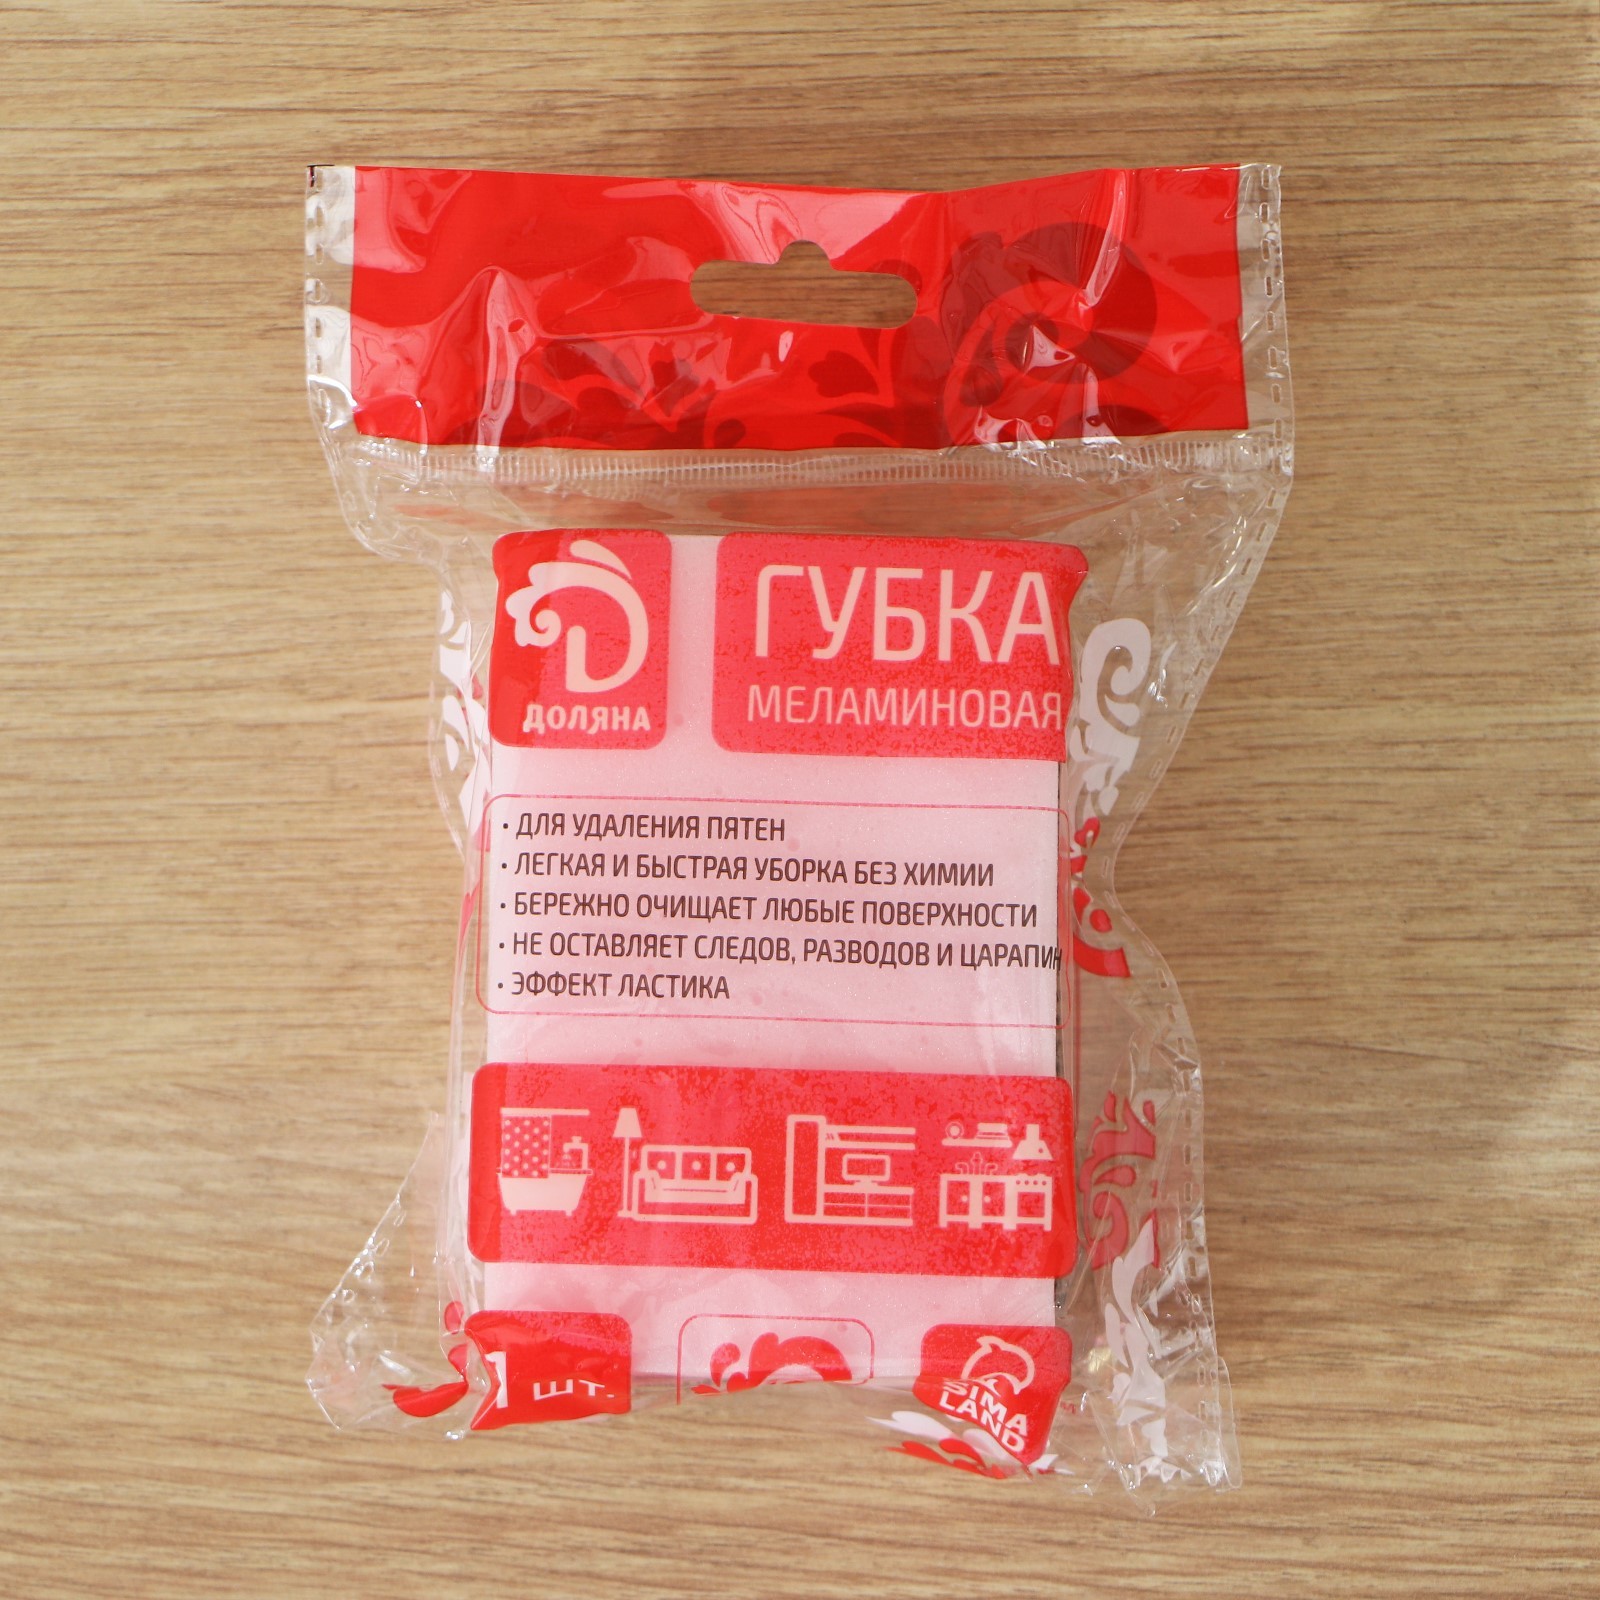 ДОЛЯНА
ГУБКА
МЕЛАМИНОВАЯ
• ДЛЯ УДАЛЕНИЯ ПЯТЕН
• ЛЕГКАЯ И БЫСТРАЯ УБОРКА БЕЗ ХИМИИ
• БЕРЕЖНО ОЧИЩАЕТ ЛЮБЫЕ ПОВЕРХНОСТИ
• НЕ ОСТАВЛЯЕТ СЛЕДОВ, РАЗВОДОВ И ЦАРАПИН
• ЭФФЕКТ ЛАСТИКА
1 ШТ.
SIMA
LAND